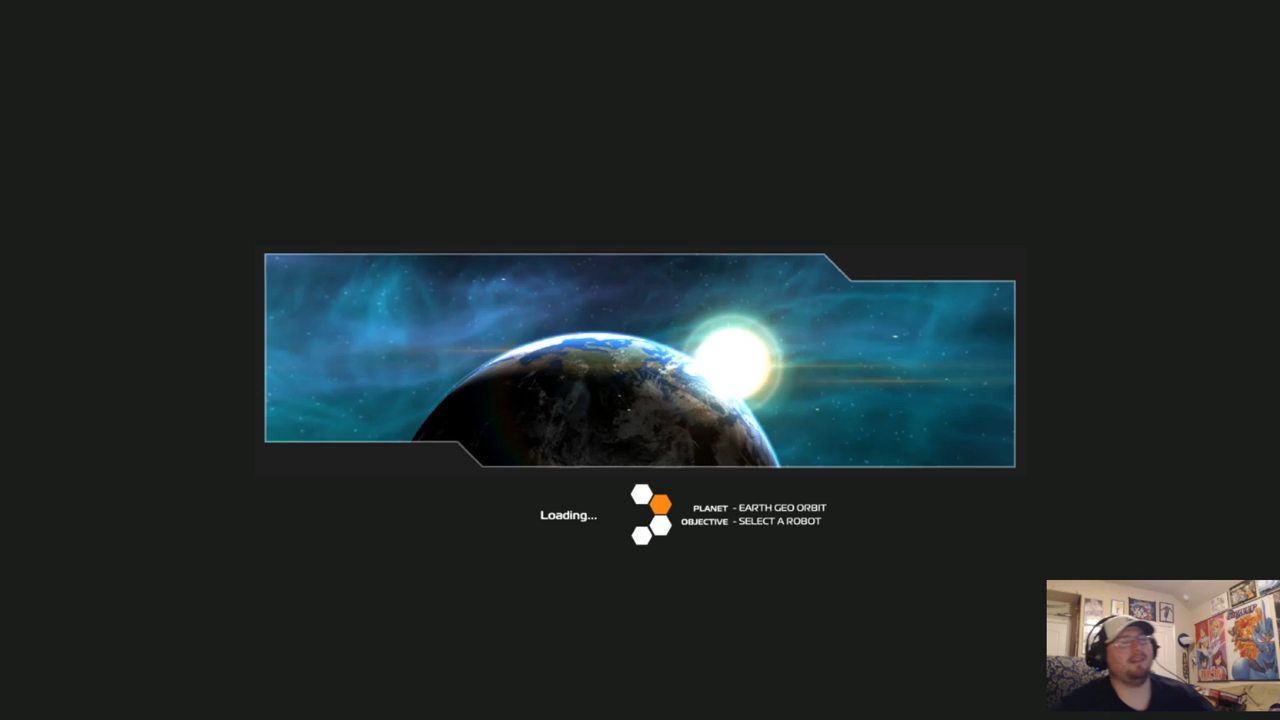 Loading...
PLANET - EARTH GEO ORBIT
OBJECTIVE - SELECT A ROBOT